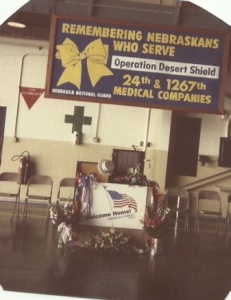 REMEMBERING NEBRASKANS
WHO SERVE
Operation Desert Shield
24th & 1267th
MEDICAL COMPANIES
NEBRASKA NATIONAL GUARD
Welcome Home!